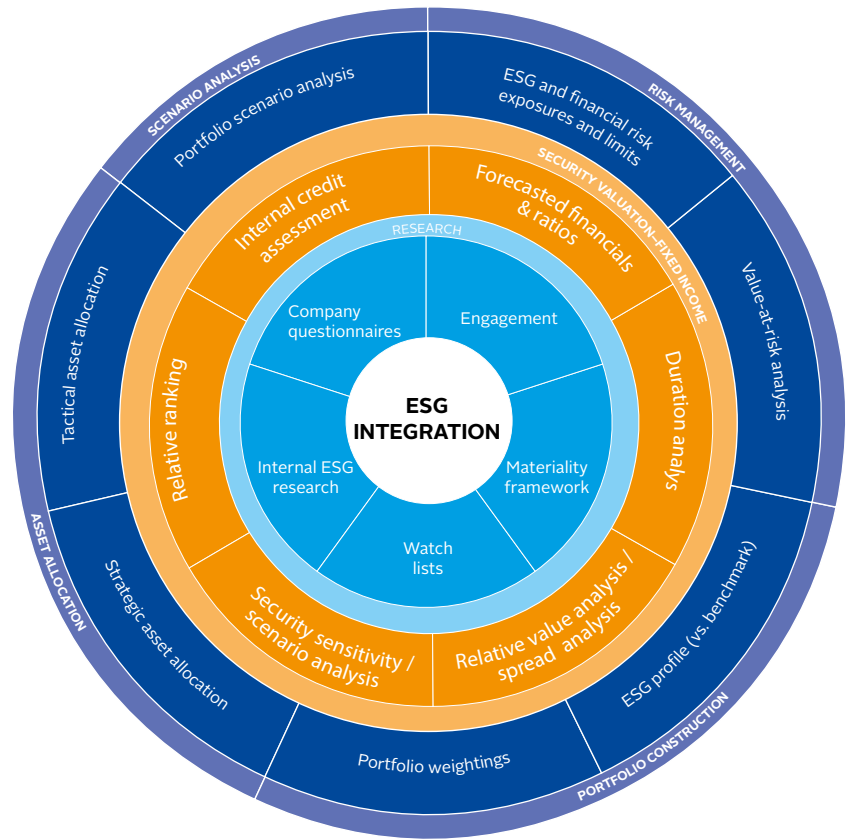 SCENARIO ANALYSIS
RISK MANAGEMENT
Portfolio scenario analysis
ESG and financial risk
exposures and limits
SECURITY VALUATION–FIXED INCOME
Internal credit
assessment
Forecasted financials
& ratios
RESEARCH
Company
questionnaires
Engagement
Tactical asset allocation
Value-at-risk analysis
Relative ranking
Duration analys
ESG
INTEGRATION
Internal ESG
research
Materiality
framework
Watch
lists
ASSET ALLOCATION
Strategic asset allocation
Security sensitivity /
scenario analysis
Relative value analysis /
spread analysis
ESG profile (vs. benchmark)
Portfolio weightings
PORTFOLIO CONSTRUCTION